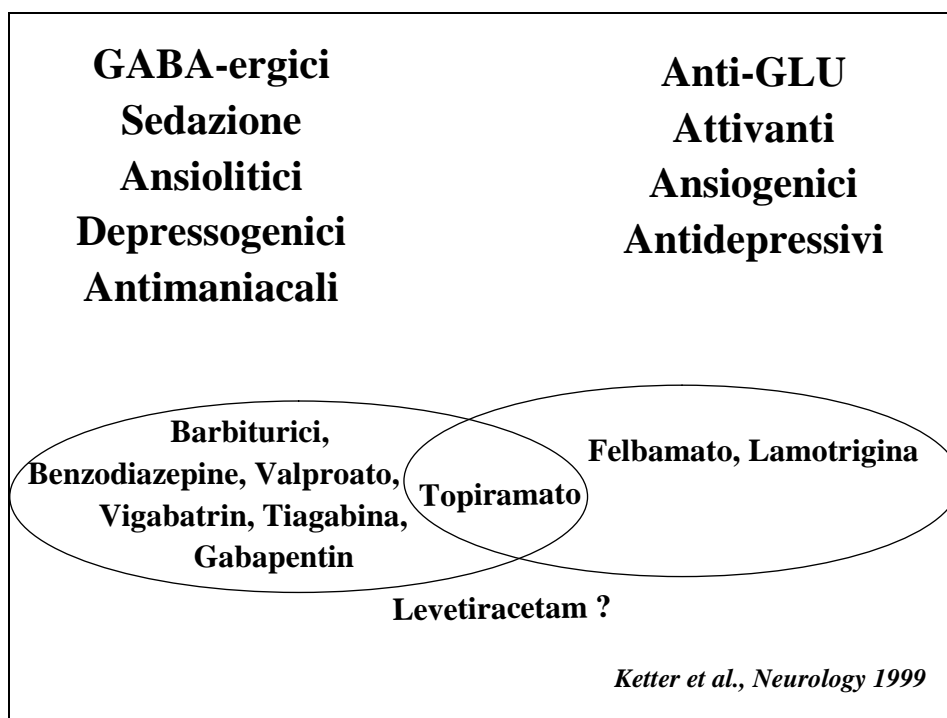 GABA-ergici
Sedazione
Ansiolitici
Depressogenici
Antimaniacali
Anti-GLU
Attivanti
Ansiogenici
Antidepressivi
Barbiturici,
Benzodiazepine, Valproato,
Vigabatrin, Tiagabina,
Gabapentin
Topiramato
Felbamato, Lamotrigina
Levetiracetam ?
Ketter et al., Neurology 1999